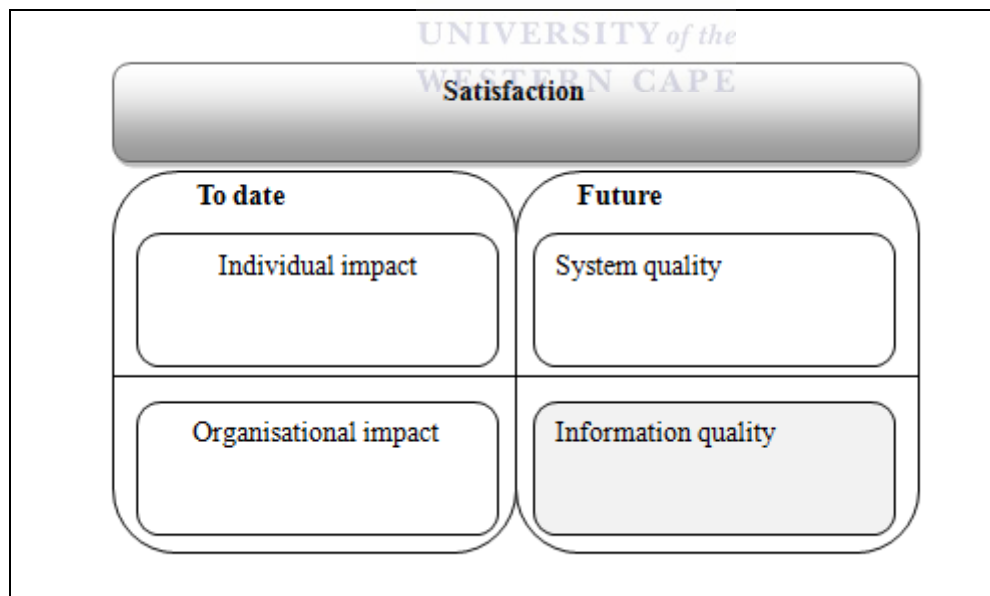 UNIVERSITY of the
WESTERN CAPE
Satisfaction
To date
Future
Individual impact
System quality
Organisational impact
Information quality